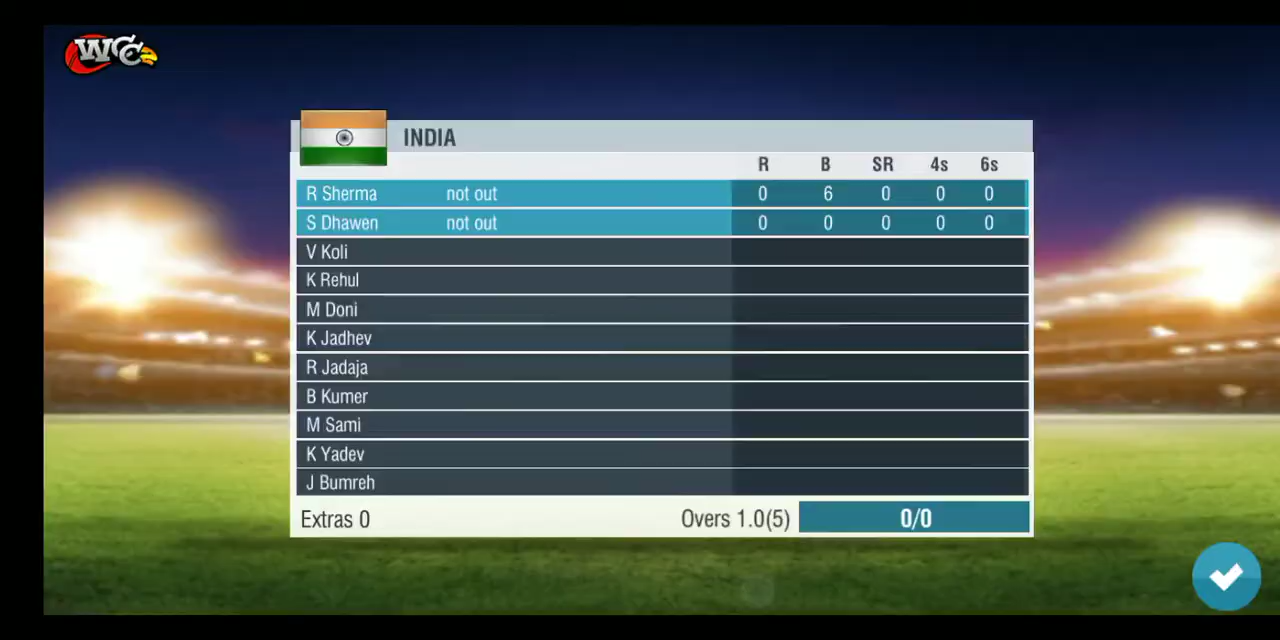 WCC2
INDIA
R B SR 4s 6s
R Sherma not out 0 6 0 0 0
S Dhawen not out 0 0 0 0 0
V Koli
K Rehul
M Doni
K Jadhev
R Jadaja
B Kumer
M Sami
K Yadev
J Bumreh
Extras 0 Overs 1.0(5) 0/0